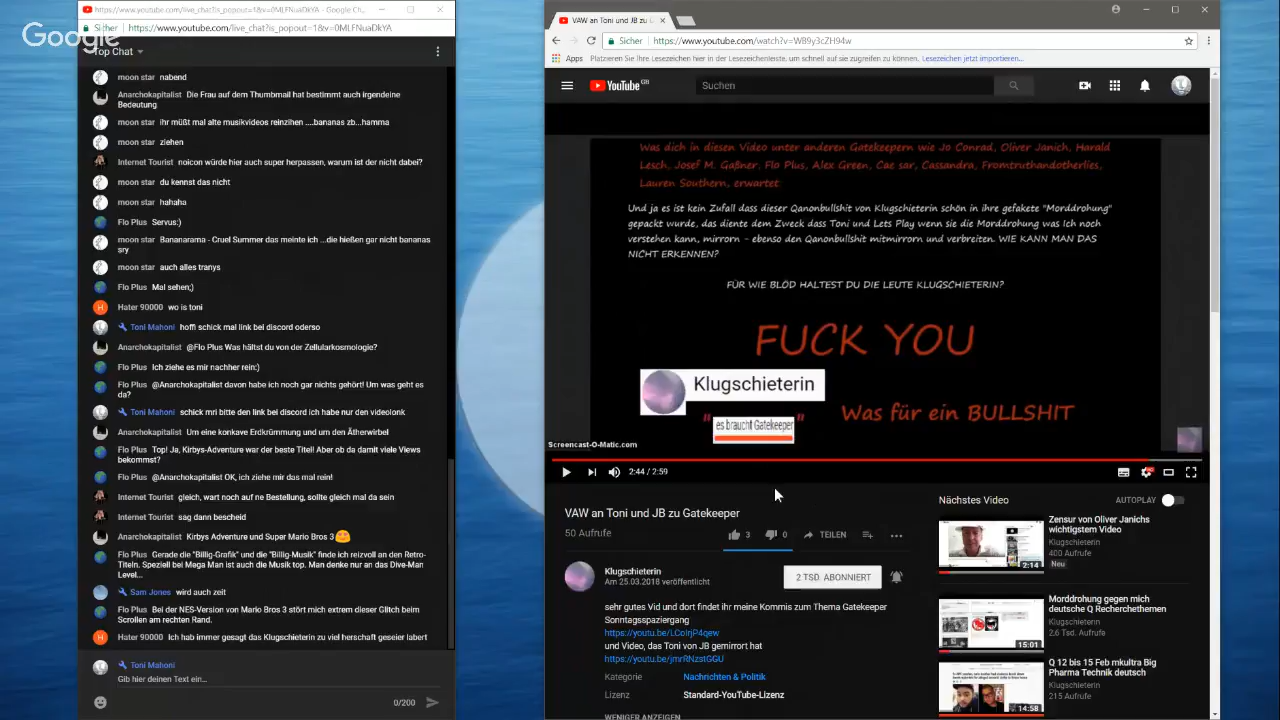 https://www.youtube.com/live_chat?is_popout=1&v=0MLFNuaDkYA - Google Ch...
Sicher
https://www.youtube.com/live_chat?is_popout=1&v=0MLFNuaDkYA
Google
Top Chat
moon star nabend
Anarchokapitalist Die Frau auf dem Thumbmail hat bestimmt auch irgendeine
Bedeutung
moon star ihr müßt mal alte musikvideos reinzihen ....bananas zb...hamma
moon star ziehen
Internet Tourist noicon würde hier auch super herpassen, warum ist der nicht dabei?
moon star du kennst das nicht
moon star hahaha
Flo Plus Servus:)
moon star Bananarama - Cruel Summer das meinte ich ...die hießen gar nicht bananas
sry
moon star auch alles tranys
Flo Plus Mal sehen;)
H Hater 90000 wo is toni
Toni Mahoni hoffi schick mal link bei discord oderso
Anarchokapitalist @Flo Plus Was hältst du von der Zellularkosmologie?
Flo Plus Ich ziehe es mir nachher rein:)
Flo Plus @Anarchokapitalist davon habe ich noch gar nichts gehört! Um was geht es
da?
Toni Mahoni schick mri bitte den link bei discord ich habe nur den videolonk
Anarchokapitalist Um eine konkave Erdkrümmung und um den Ätherwirbel
Flo Plus Top! Ja, Kirbys-Adventure war der beste Titel! Aber ob da damit viele Views
bekommst?
Flo Plus @Anarchokapitalist OK, ich ziehe mir das mal rein!
Internet Tourist gleich, wart noch auf ne Bestellung, sollte gleich mal da sein
Internet Tourist sag dann bescheid
Anarchokapitalist Kirbys Adventure und Super Mario Bros 3
Flo Plus Gerade die "Billig-Grafik" und die "Billig-Musik" finde ich reizvoll an den Retro-
Titeln. Speziell bei Mega Man ist auch die Musik top. Man denke nur an das Dive-Man
Level...
Sam Jones wird auch zeit
Flo Plus Bei der NES-Version von Mario Bros 3 stört mich extrem dieser Glitch beim
Scrollen am rechten Rand.
H Hater 90000 Ich hab immer gesagt das Klugschieterin zu viel herschaft geseier labert
Toni Mahoni
Gib hier deinen Text ein...
0/200
VAW an Toni und JB zu G
Sicher
https://www.youtube.com/watch?v=WB9y3cZH94w
Apps Platzieren Sie Ihre Lesezeichen hier in der Lesezeichenleiste, um schnell auf sie zugreifen zu können. Lesezeichen jetzt importieren...
YouTube GB
Suchen
Was dich in diesen Video unter anderen Gatekeepern wie Jo Conrad, Oliver Janich, Harald
Lesch, Josef M. Gaßner, Flo Plus, Alex Green, Cae sar, Cassandra, Fromtruthandotherlies,
Lauren Southern, erwartet
Und ja es ist kein Zufall dass dieser Qanonbullshit von Klugschieterin schön in ihre gefakete "Morddrohung"
gepackt wurde, das diente dem Zweck dass Toni und Lets Play wenn sie die Morddrohung was ich noch
verstehen kann, mirrorn - ebenso den Qanonbullshit mitmirrorn und verbreiten. WIE KANN MAN DAS
NICHT ERKENNEN?
FÜR WIE BLÖD HALTEST DU DIE LEUTE KLUGSCHIETERIN?
FUCK YOU
Klugschieterin
"es braucht Gatekeeper"
Was für ein BULLSHIT
Screencast-O-Matic.com
2:44 / 2:59
VAW an Toni und JB zu Gatekeeper
50 Aufrufe
3
0
TEILEN
Klugschieterin
Am 25.03.2018 veröffentlicht
2 TSD. ABONNIERT
sehr gutes Vid und dort findet ihr meine Kommis zum Thema Gatekeeper
Sonntagsspaziergang
https://youtu.be/LCoIrjP4qew
und Video, das Toni von JB gemirrort hat
https://youtu.be/jmrRNzstGGU
Kategorie Nachrichten & Politik
Lizenz Standard-YouTube-Lizenz
WENIGER ANZEIGEN
Nächstes Video
AUTOPLAY
Zensur von Oliver Janichs
wichtigstem Video
Klugschieterin
400 Aufrufe
Neu
2:14
Morddrohung gegen mich
deutsche Q Recherchethemen
Klugschieterin
2,6 Tsd. Aufrufe
15:01
Q 12 bis 15 Feb mkultra Big
Pharma Technik deutsch
Klugschieterin
215 Aufrufe
14:58